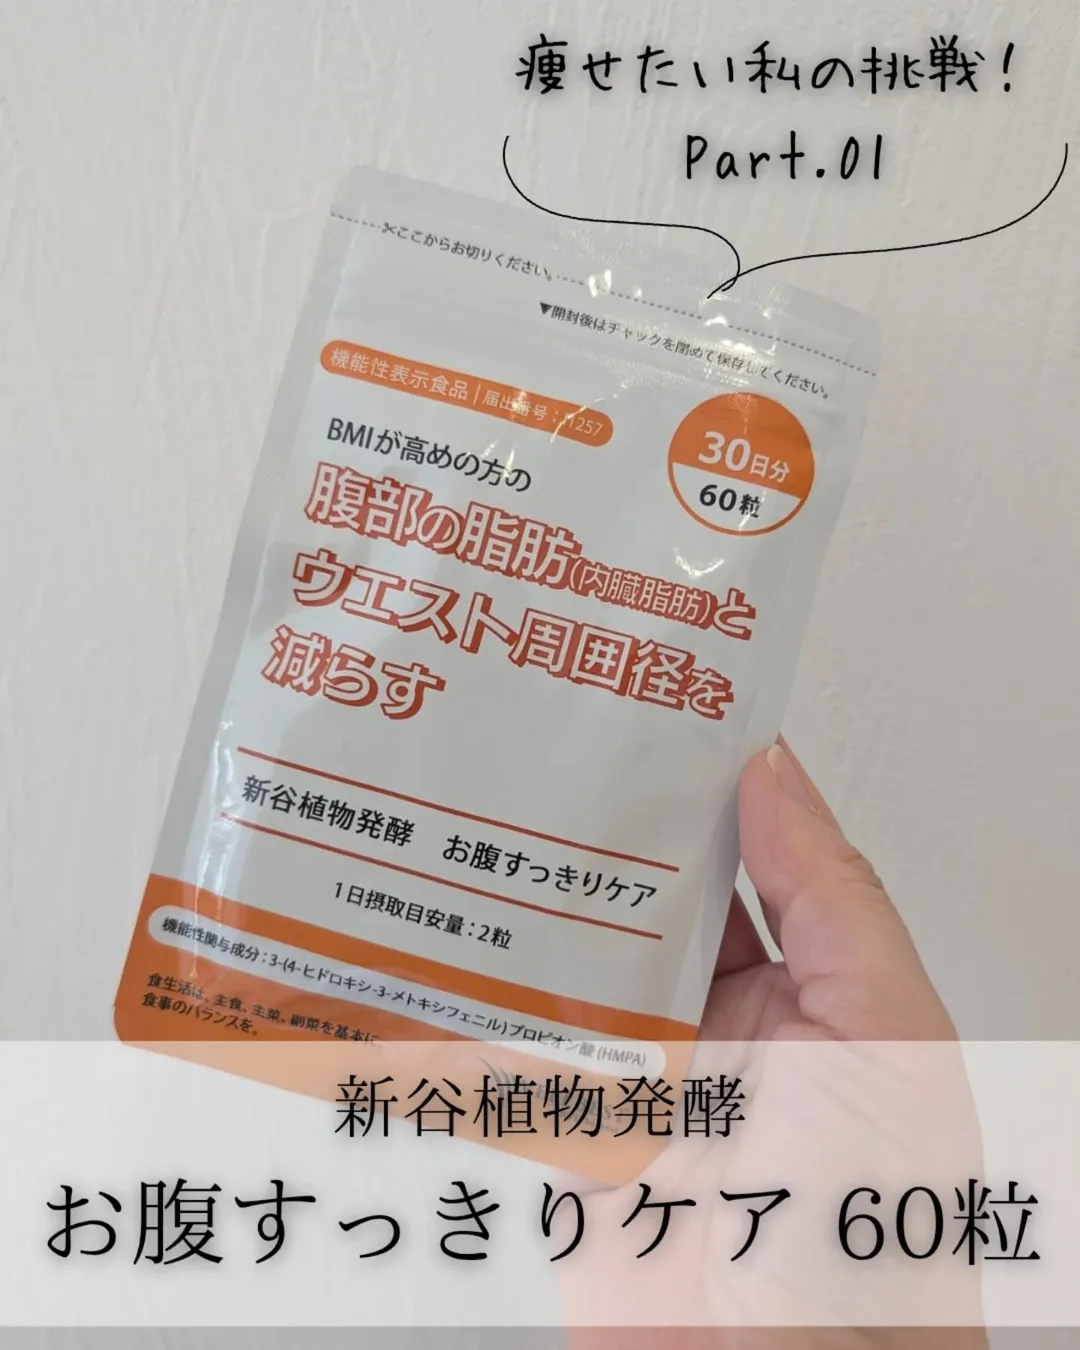 痩せたい私の挑戦!
Part.01
✂ここからお切りください。
▼開封後はチャックを閉めて保存してください。
機能性表示食品|届出番号:I1257
30日分
60粒
BMIが高めの方の
腹部の脂肪(内臓脂肪)と
ウエスト周囲径を
減らす
新谷植物発酵 お腹すっきりケア
1日摂取目安量:2粒
機能性関与成分:3-(4-ヒドロキシ-3-メトキシフェニル)プロピオン酸(HMPA)
食生活は、主食、主菜、副菜を基本に、
食事のバランスを。
新谷植物発酵
お腹すっきりケア 60粒